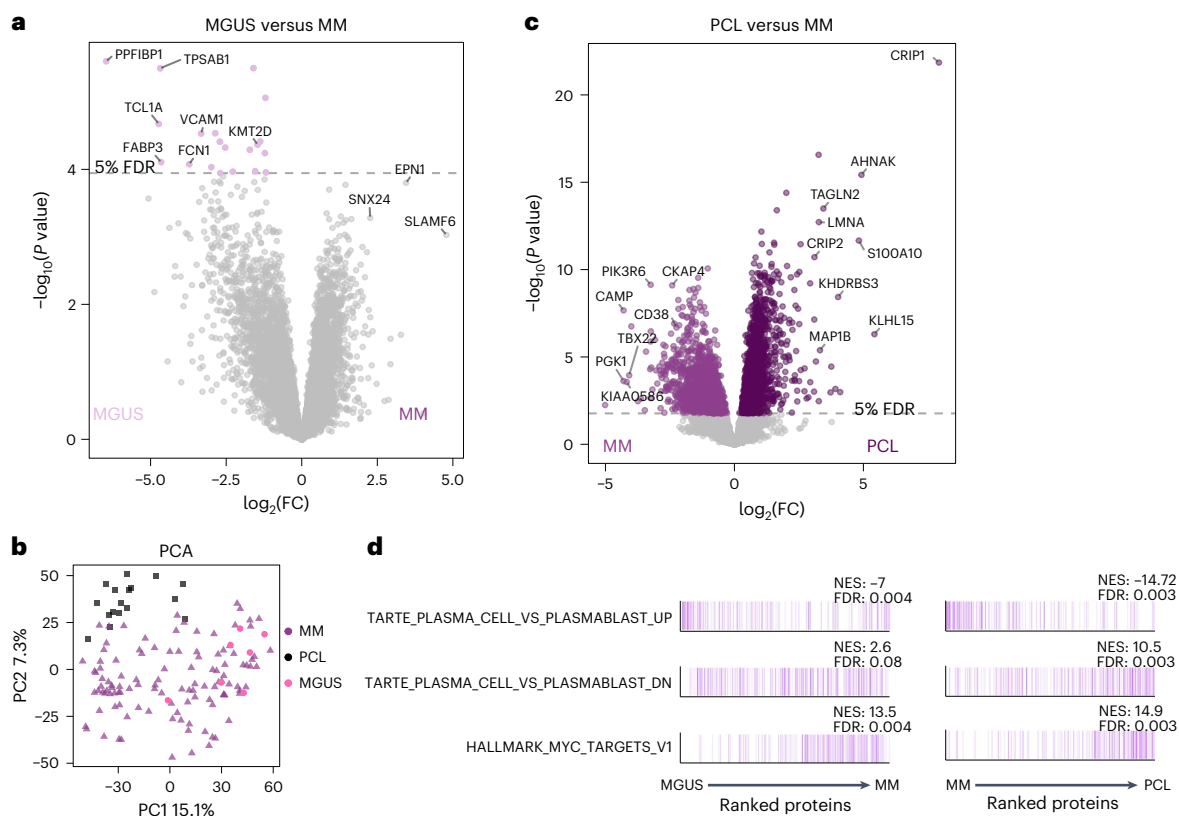 a
MGUS versus MM
PPFIBP1
TPSAB1
TCL1A
VCAM1
KMT2D
FABP3
FCN1
5% FDR
EPN1
SNX24
SLAMF6
MGUS
MM
4
2
0
−log10(P value)
−5.0
−2.5
0
2.5
5.0
log2(FC)
c
PCL versus MM
CRIP1
AHNAK
TAGLN2
LMNA
CRIP2
S100A10
KHDRBS3
KLHL15
MAP1B
PIK3R6
CKAP4
CAMP
CD38
TBX22
PGK1
KIAA0586
5% FDR
MM
PCL
20
15
10
5
0
−log10(P value)
−5
0
5
log2(FC)
b
PCA
50
25
0
−25
−50
PC2 7.3%
−30
0
30
60
PC1 15.1%
MM
PCL
MGUS
d
NES: −7
FDR: 0.004
NES: −14.72
FDR: 0.003
TARTE_PLASMA_CELL_VS_PLASMABLAST_UP
NES: 2.6
FDR: 0.08
NES: 10.5
FDR: 0.003
TARTE_PLASMA_CELL_VS_PLASMABLAST_DN
NES: 13.5
FDR: 0.004
NES: 14.9
FDR: 0.003
HALLMARK_MYC_TARGETS_V1
MGUS
MM
Ranked proteins
MM
PCL
Ranked proteins